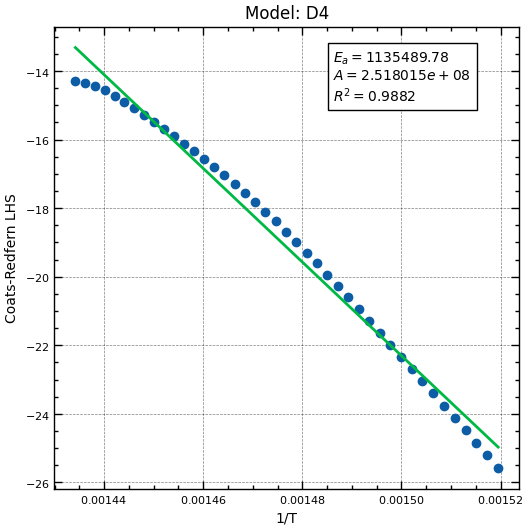 Model: D4
E_a = 1135489.78
A = 2.518015e + 08
R^2 = 0.9882
Coats-Redfern LHS
−14
−16
−18
−20
−22
−24
−26
0.00144 0.00146 0.00148 0.00150 0.00152
1/T